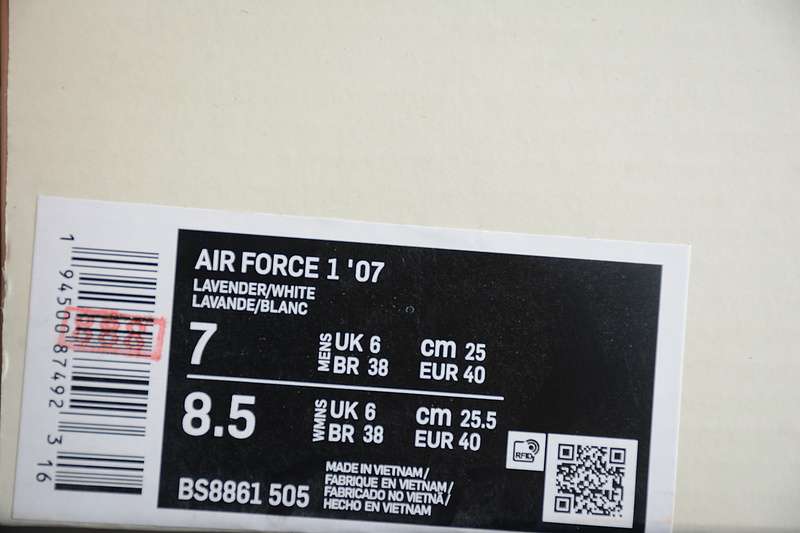 AIR FORCE 1 '07
LAVENDER/WHITE
LAVANDE/BLANC
7
MENS
UK 6
BR 38
cm 25
EUR 40
8.5
WMNS
UK 6
BR 38
cm 25.5
EUR 40
RFID
BS8861 505
MADE IN VIETNAM/
FABRIQUE EN VIETNAM/
FABRICADO NO VIETNÃ/
HECHO EN VIETNAM
1 94500 87492 3 16